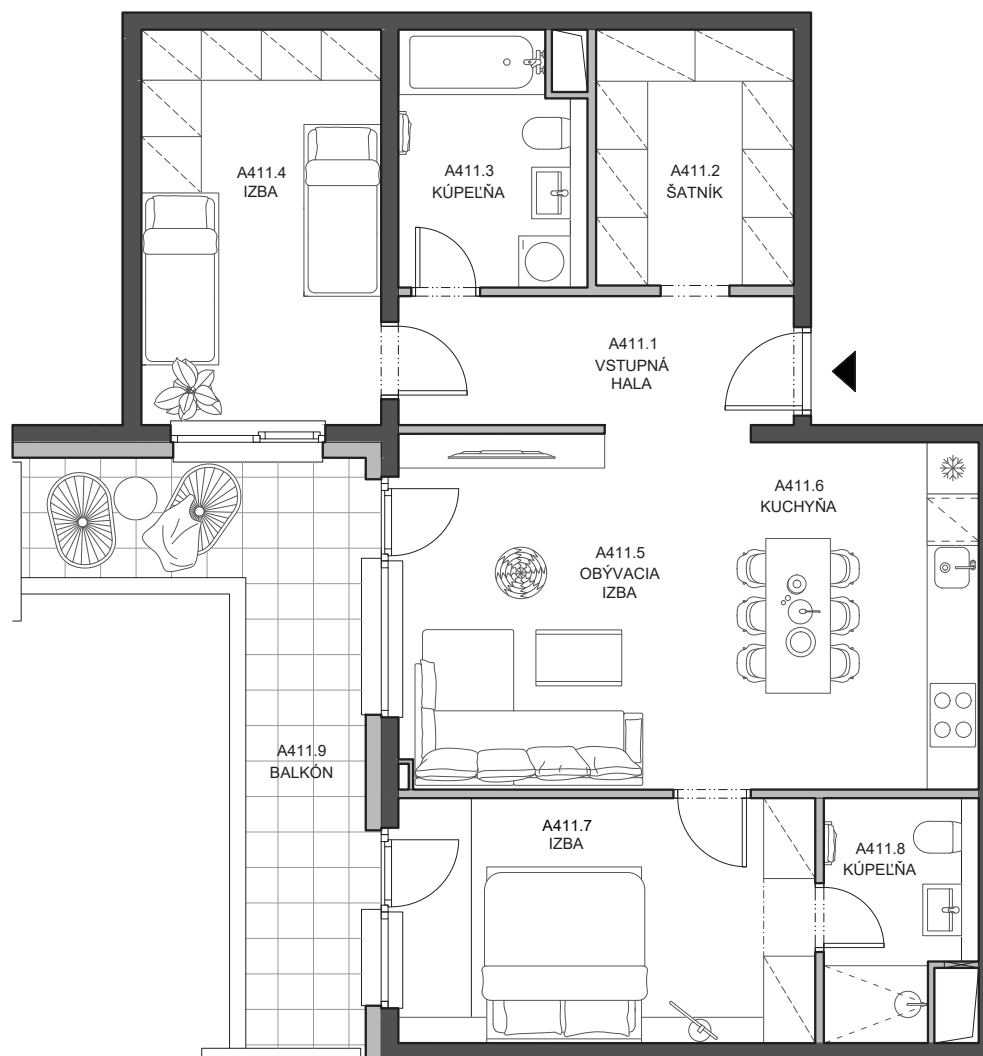 A411.4
IZBA
A411.3
KÚPEĽŇA
A411.2
ŠATNÍK
A411.1
VSTUPNÁ
HALA
A411.6
KUCHYŇA
A411.5
OBÝVACIA
IZBA
A411.9
BALKÓN
A411.7
IZBA
A411.8
KÚPEĽŇA